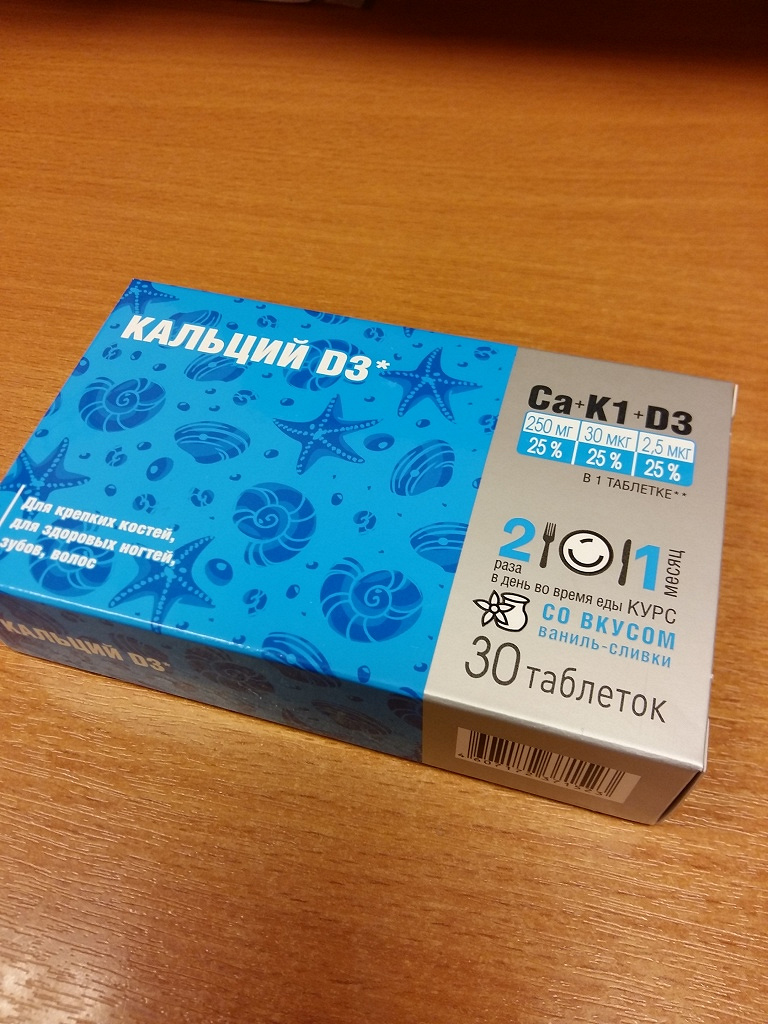 КАЛЬЦИЙ D3*
Для крепких костей,
для здоровых ногтей,
зубов, волос
Ca+K1+D3
250 мг 30 мкг 2,5 мкг
25 % 25 % 25 %
В 1 ТАБЛЕТКЕ**
2 1
раза
в день во время еды КУРС
месяц
СО ВКУСОМ
ВАНИЛЬ-СЛИВКИ
30 таблеток
КАЛЬЦИЙ D3*